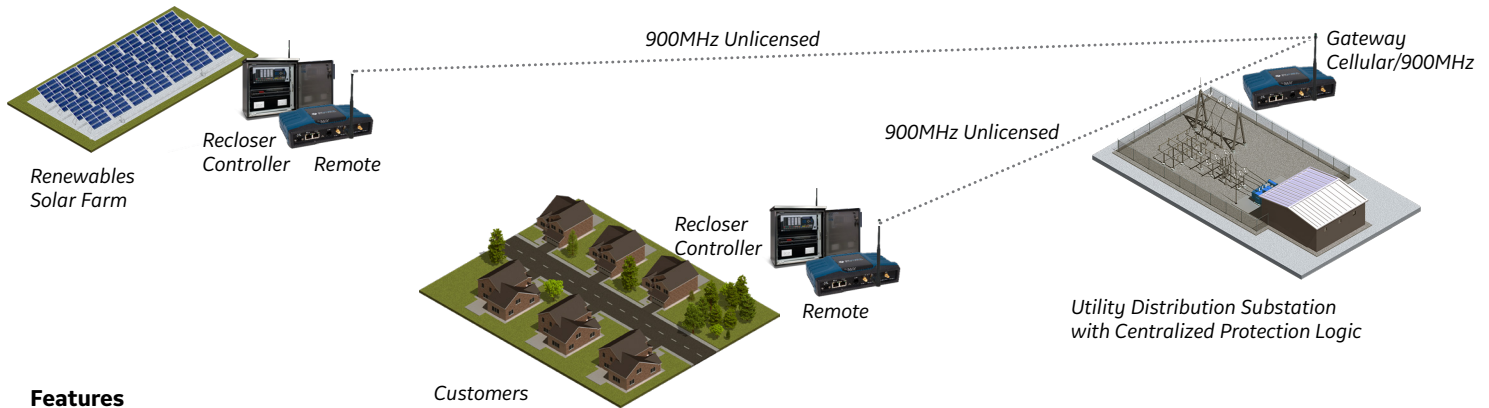 900MHz Unlicensed
Gateway
Cellular/900MHz
Recloser
Controller
Remote
Renewables
Solar Farm
900MHz Unlicensed
Recloser
Controller
Remote
Utility Distribution Substation
with Centralized Protection Logic
Customers
Features